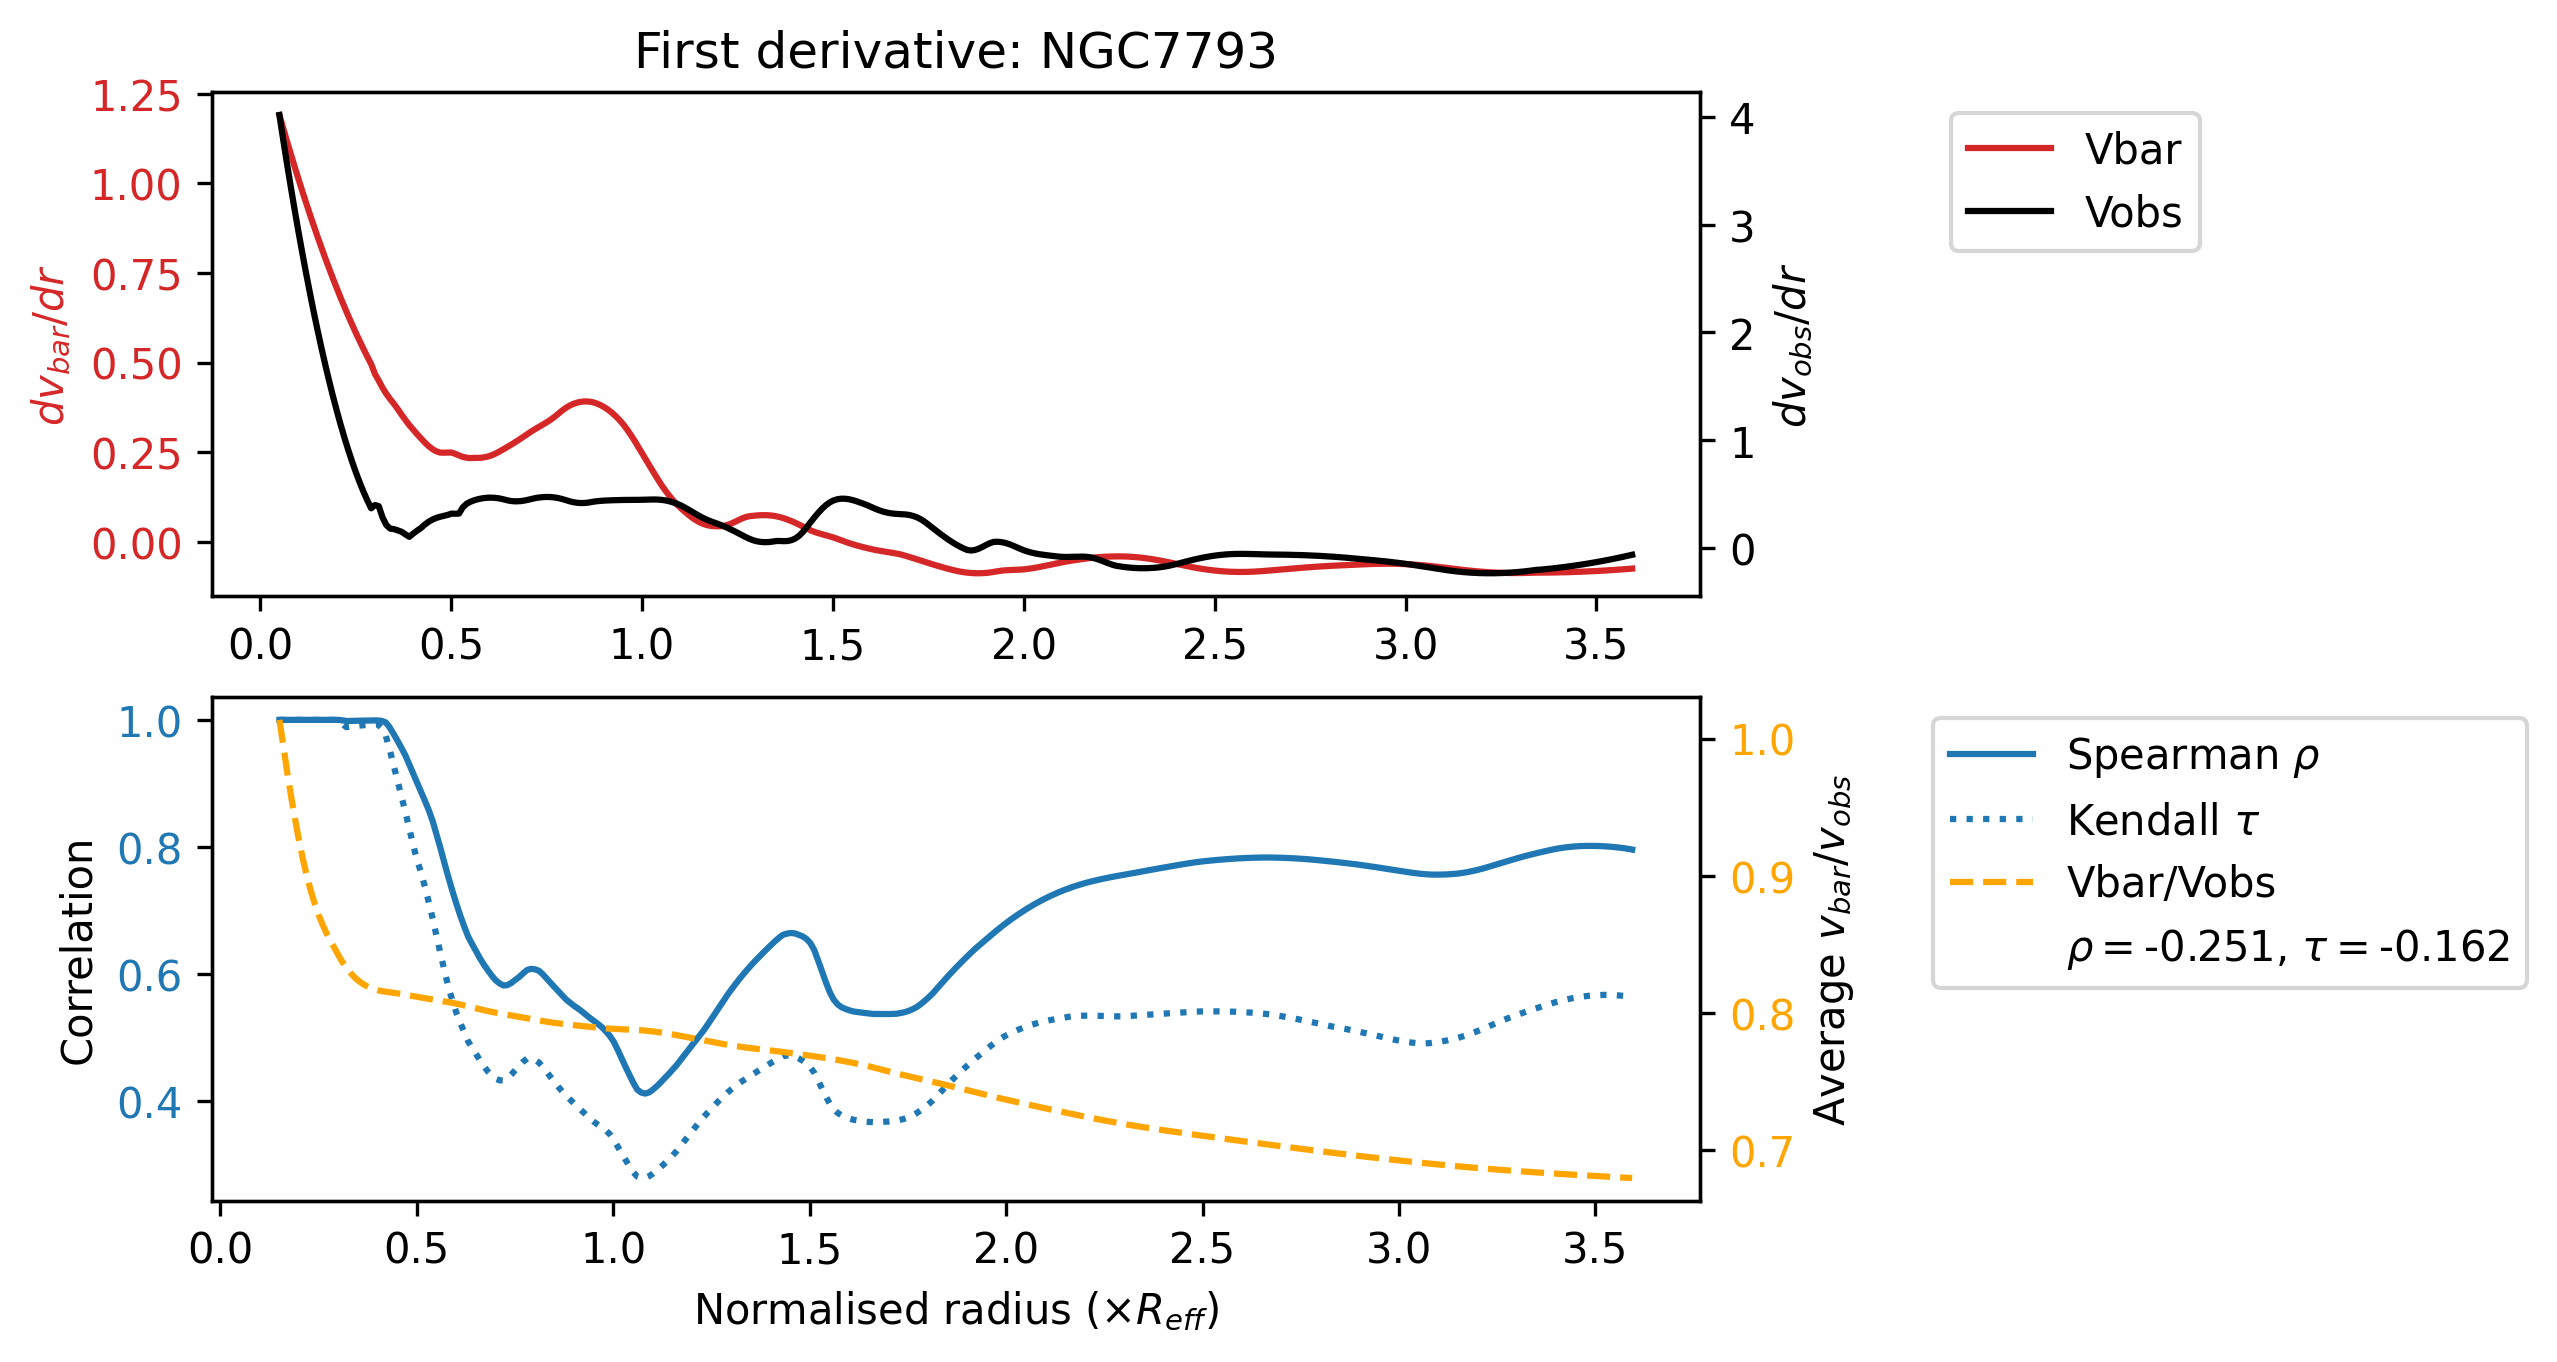 First derivative: NGC7793
1.25
1.00
0.75
0.50
0.25
0.00
dv_bar/dr
4
3
2
1
0
dv_obs/dr
0.0 0.5 1.0 1.5 2.0 2.5 3.0 3.5
Vbar
Vobs
1.0
0.8
0.6
0.4
Correlation
1.0
0.9
0.8
0.7
Average v_bar/v_obs
0.0 0.5 1.0 1.5 2.0 2.5 3.0 3.5
Normalised radius (×R_eff)
Spearman ρ
Kendall τ
Vbar/Vobs
ρ = -0.251, τ = -0.162